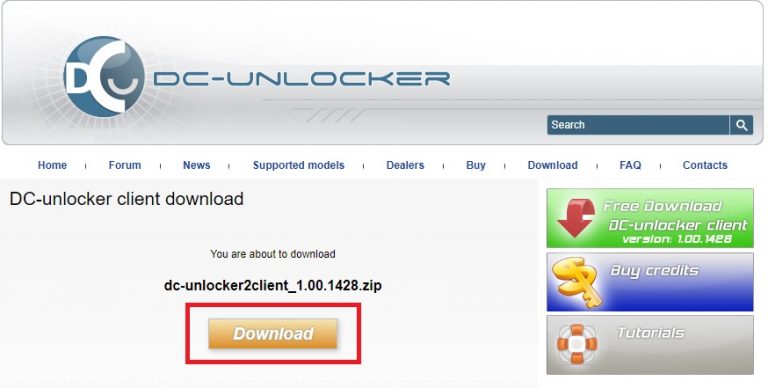 DC
DC-UNLOCKER
Search
Home Forum News Supported models Dealers Buy Download FAQ Contacts
DC-unlocker client download
You are about to download
dc-unlocker2client_1.00.1428.zip
Download
Free Download
DC-unlocker client
version: 1.00.1428
Buy credits
Tutorials